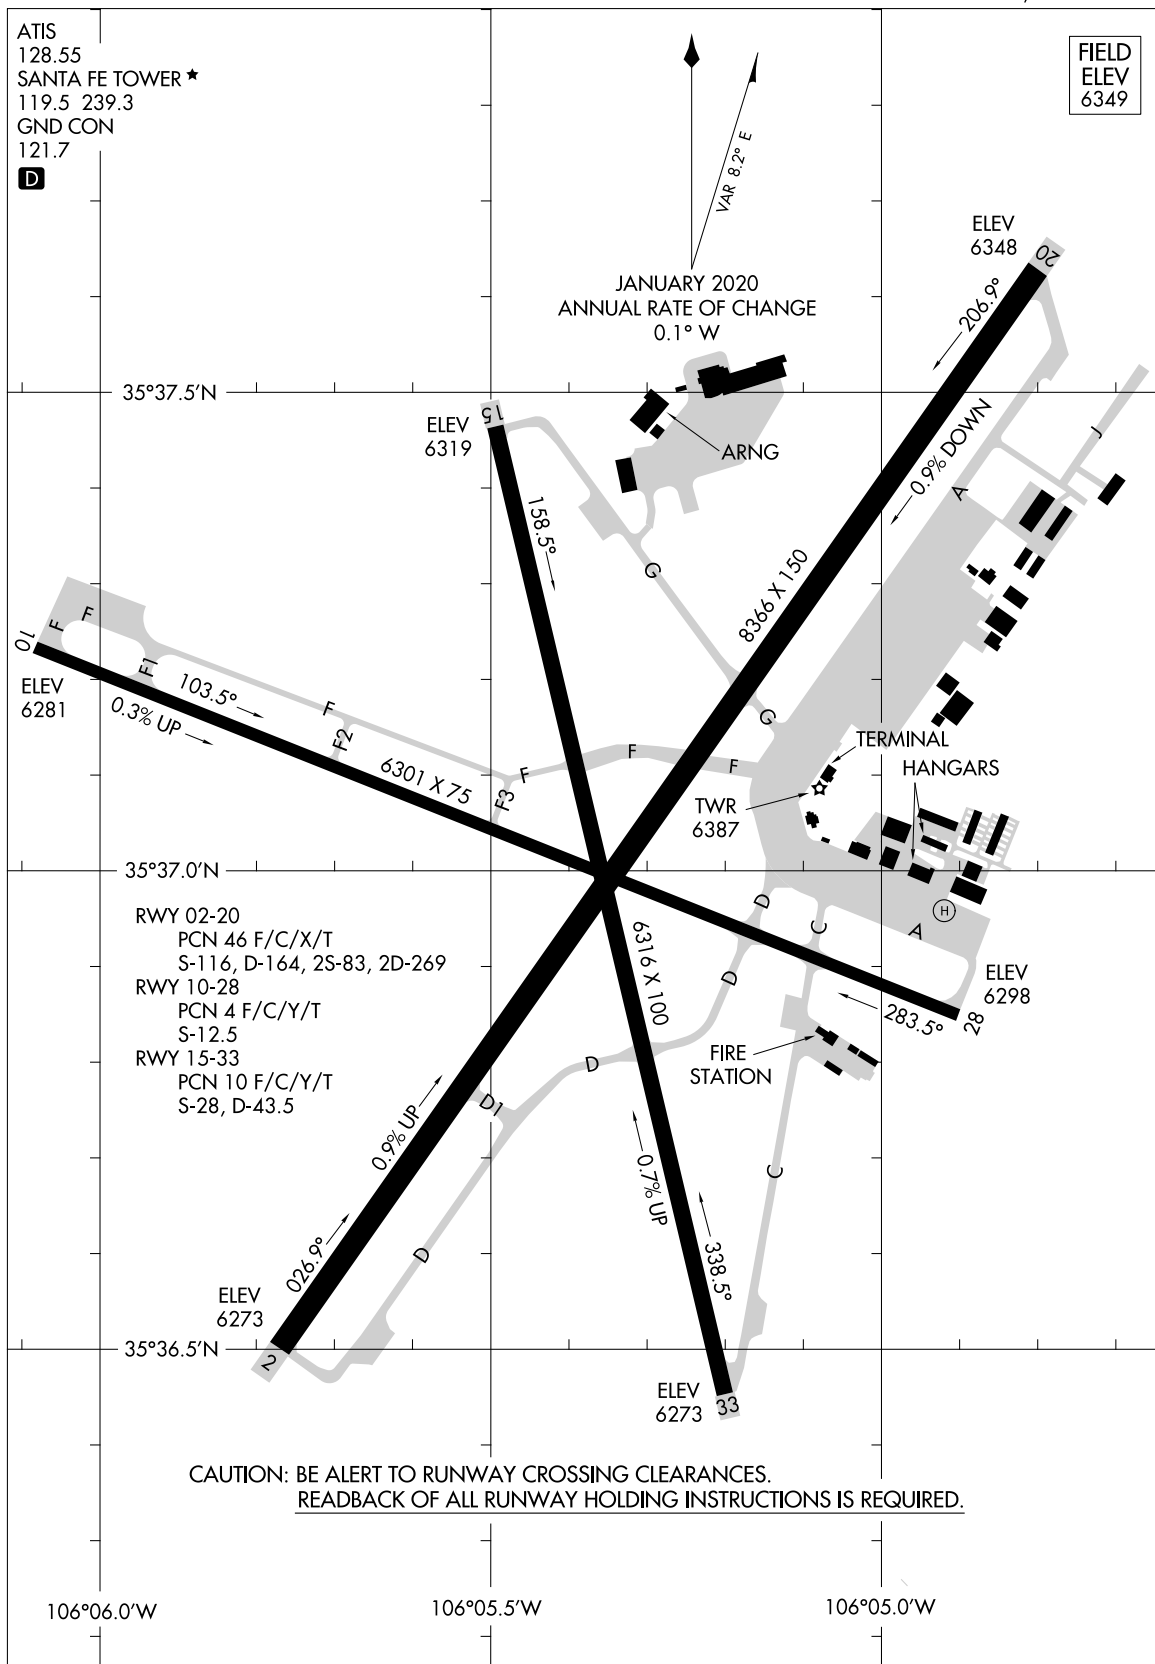 ATIS
128.55
SANTA FE TOWER ★
119.5 239.3
GND CON
121.7
D
FIELD
ELEV
6349
VAR 8.2° E
JANUARY 2020
ANNUAL RATE OF CHANGE
0.1° W
ELEV
6348
20
206.9°
0.9% DOWN
35°37.5'N
ELEV
6319
15
158.5°
ARNG
A
J
G
8366 X 150
10
F
F
F1
ELEV
6281
103.5°
0.3% UP
F
F2
6301 X 75
F
F3
F
F
G
TERMINAL
HANGARS
TWR
6387
35°37.0'N
RWY 02-20
PCN 46 F/C/X/T
S-116, D-164, 2S-83, 2D-269
RWY 10-28
PCN 4 F/C/Y/T
S-12.5
RWY 15-33
PCN 10 F/C/Y/T
S-28, D-43.5
6316 X 100
D
C
H
A
D
ELEV
6298
283.5°
28
FIRE
STATION
D
D1
0.9% UP
0.7% UP
C
026.9°
D
338.5°
ELEV
6273
35°36.5'N
2
ELEV
6273
33
CAUTION: BE ALERT TO RUNWAY CROSSING CLEARANCES.
READBACK OF ALL RUNWAY HOLDING INSTRUCTIONS IS REQUIRED.
106°06.0'W
106°05.5'W
106°05.0'W